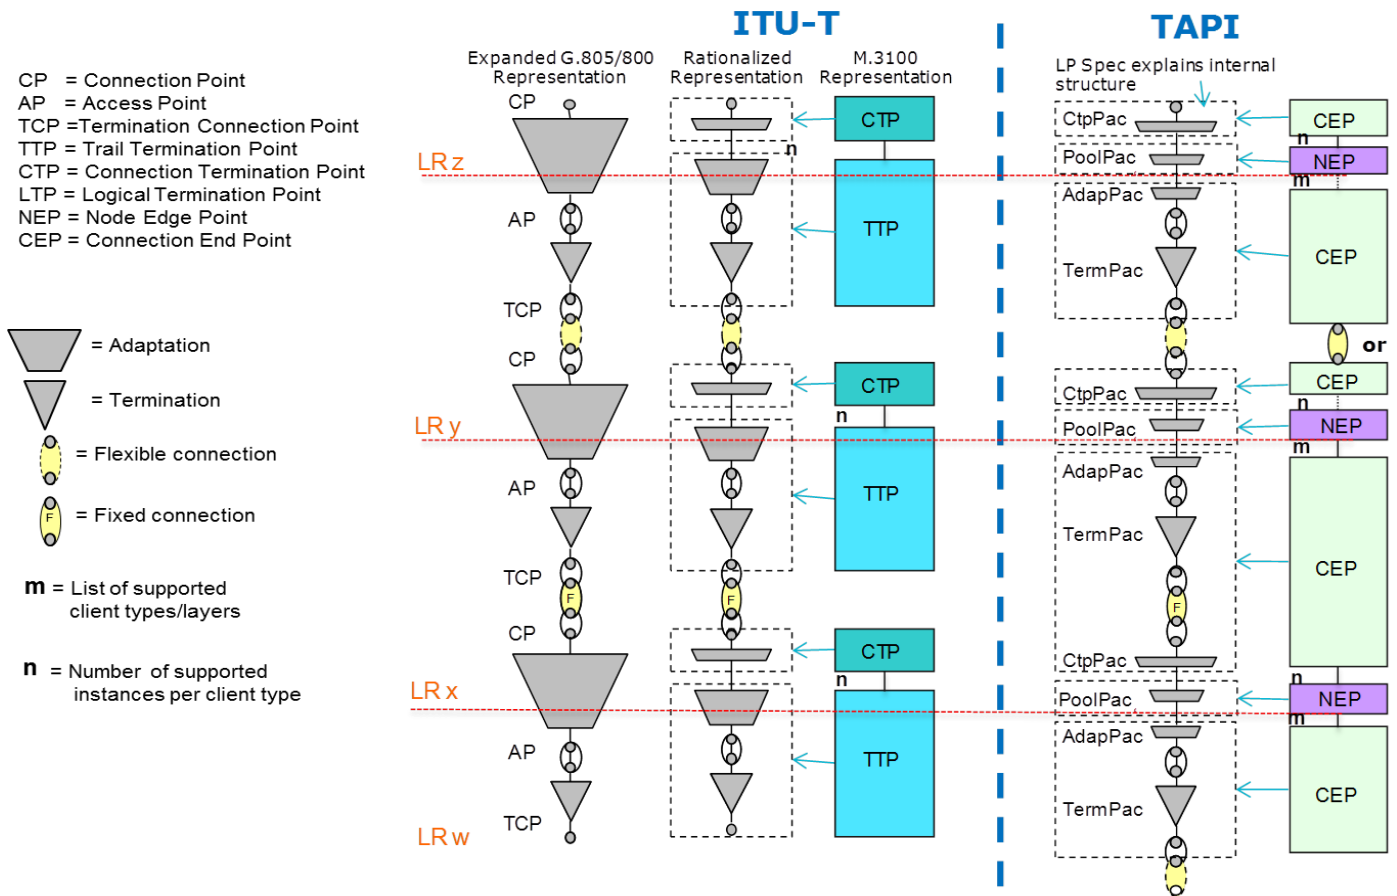 ITU-T
TAPI
Expanded G.805/800
Representation
Rationalized
Representation
M.3100
Representation
LP Spec explains internal
structure
CP = Connection Point
AP = Access Point
TCP =Termination Connection Point
TTP = Trail Termination Point
CTP = Connection Termination Point
LTP = Logical Termination Point
NEP = Node Edge Point
CEP = Connection End Point
= Adaptation
= Termination
= Flexible connection
F
= Fixed connection
m = List of supported
client types/layers
n = Number of supported
instances per client type
LR z
LR y
LR x
LR w
CP
AP
TCP
CP
AP
TCP
F
CP
AP
TCP
n
F
CTP
TTP
CTP
n
TTP
CTP
n
TTP
CtpPac
PoolPac
AdapPac
TermPac
CtpPac
PoolPac
AdapPac
TermPac
F
CtpPac
PoolPac
AdapPac
TermPac
CEP
n
NEP
m
CEP
or
CEP
n
NEP
m
CEP
n
NEP
m
CEP